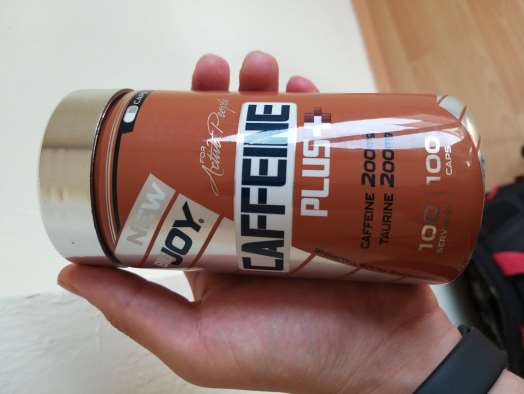 NEW
JOY®
FOR
Active People
CAFFEINE
PLUS+
CAFFEINE 200mg
TAURINE 200mg
100 | 100
CAPS